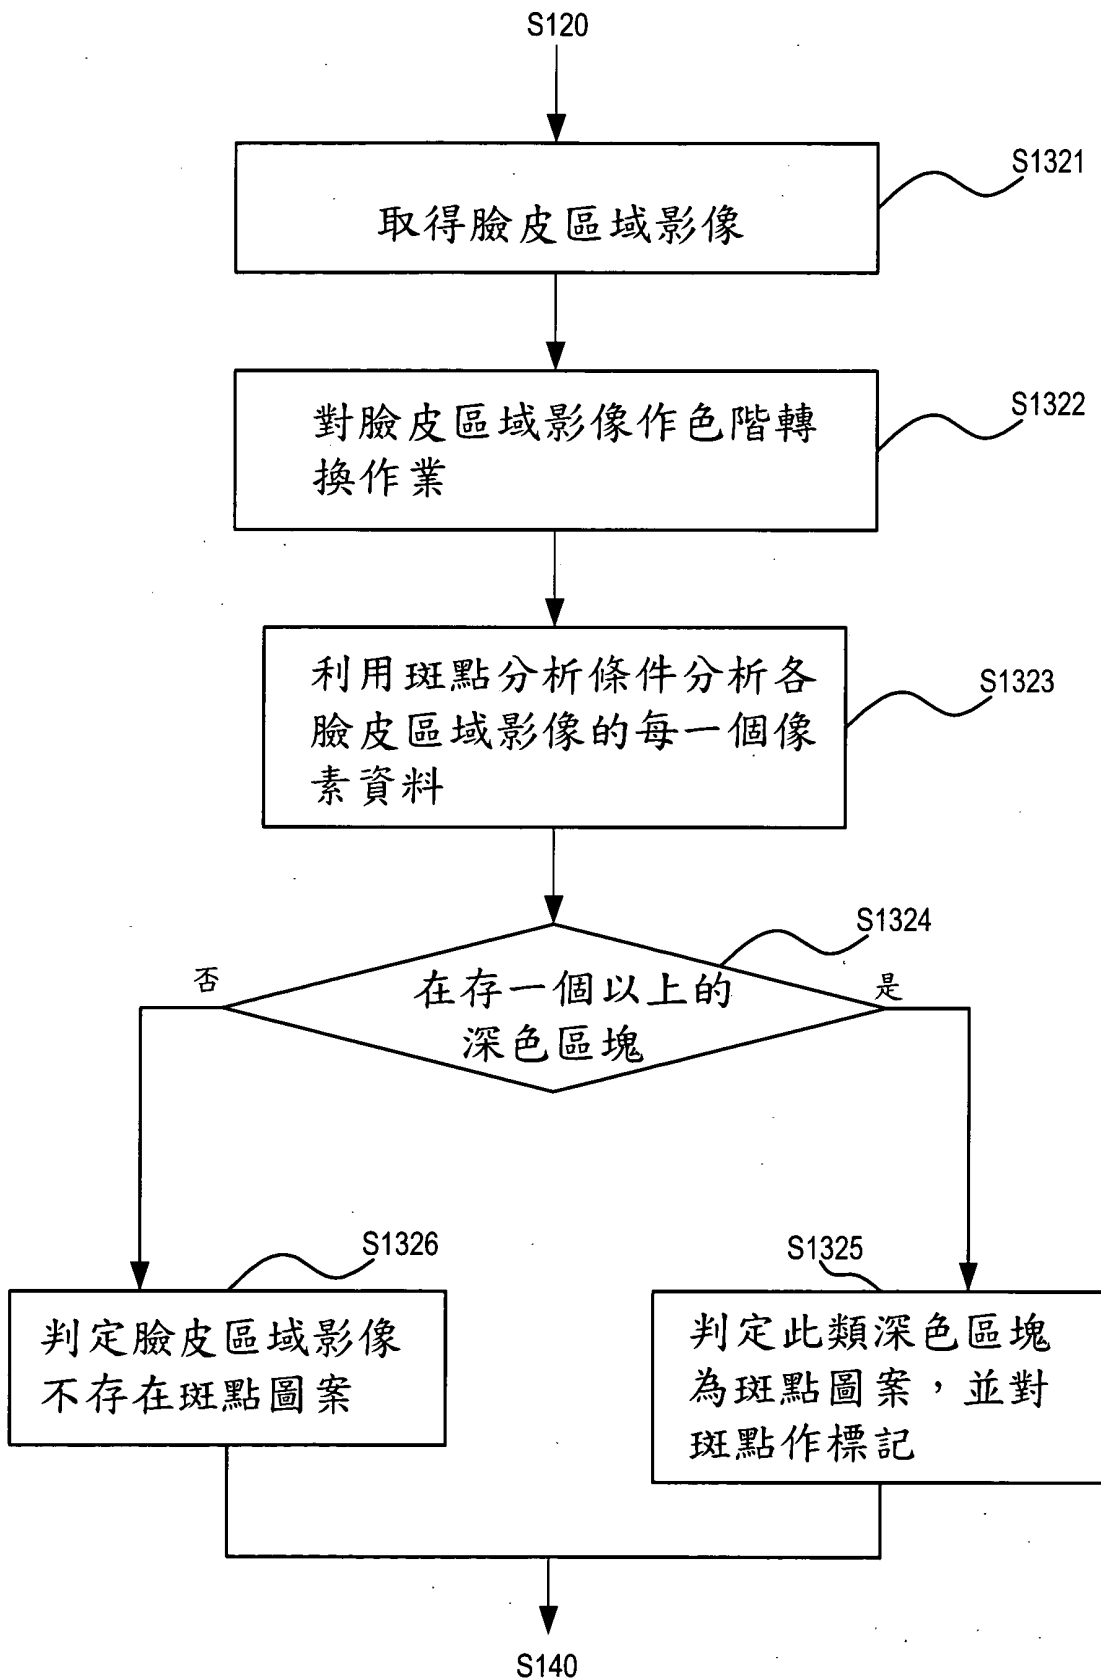 S120
S1321
取得臉皮區域影像
S1322
對臉皮區域影像作色階轉
換作業
S1323
利用斑點分析條件分析各
臉皮區域影像的每一個像
素資料
S1324
否
是
在存一個以上的
深色區塊
S1326
S1325
判定臉皮區域影像
不存在斑點圖案
判定此類深色區塊
為斑點圖案，並對
斑點作標記
S140